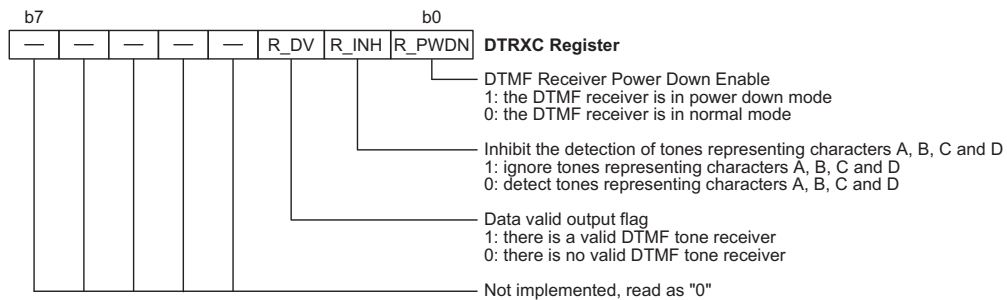 b7 b0
— — — — — R_DV R_INH R_PWDN DTRXC Register
DTMF Receiver Power Down Enable
1: the DTMF receiver is in power down mode
0: the DTMF receiver is in normal mode
Inhibit the detection of tones representing characters A, B, C and D
1: ignore tones representing characters A, B, C and D
0: detect tones representing characters A, B, C and D
Data valid output flag
1: there is a valid DTMF tone receiver
0: there is no valid DTMF tone receiver
Not implemented, read as "0"